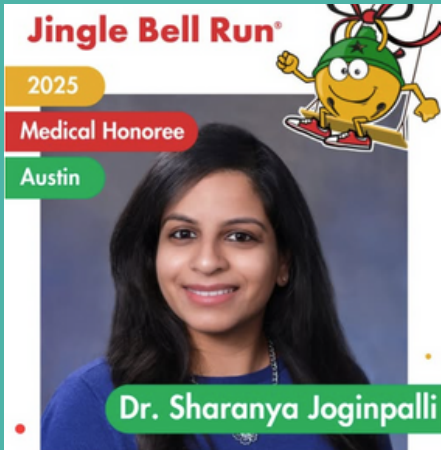 Jingle Bell Run®
2025
Medical Honoree
Austin
Dr. Sharanya Joginpalli